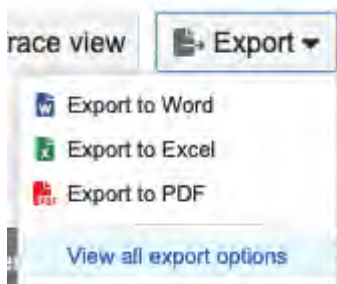 race view Export
Export to Word
Export to Excel
Export to PDF
View all export options